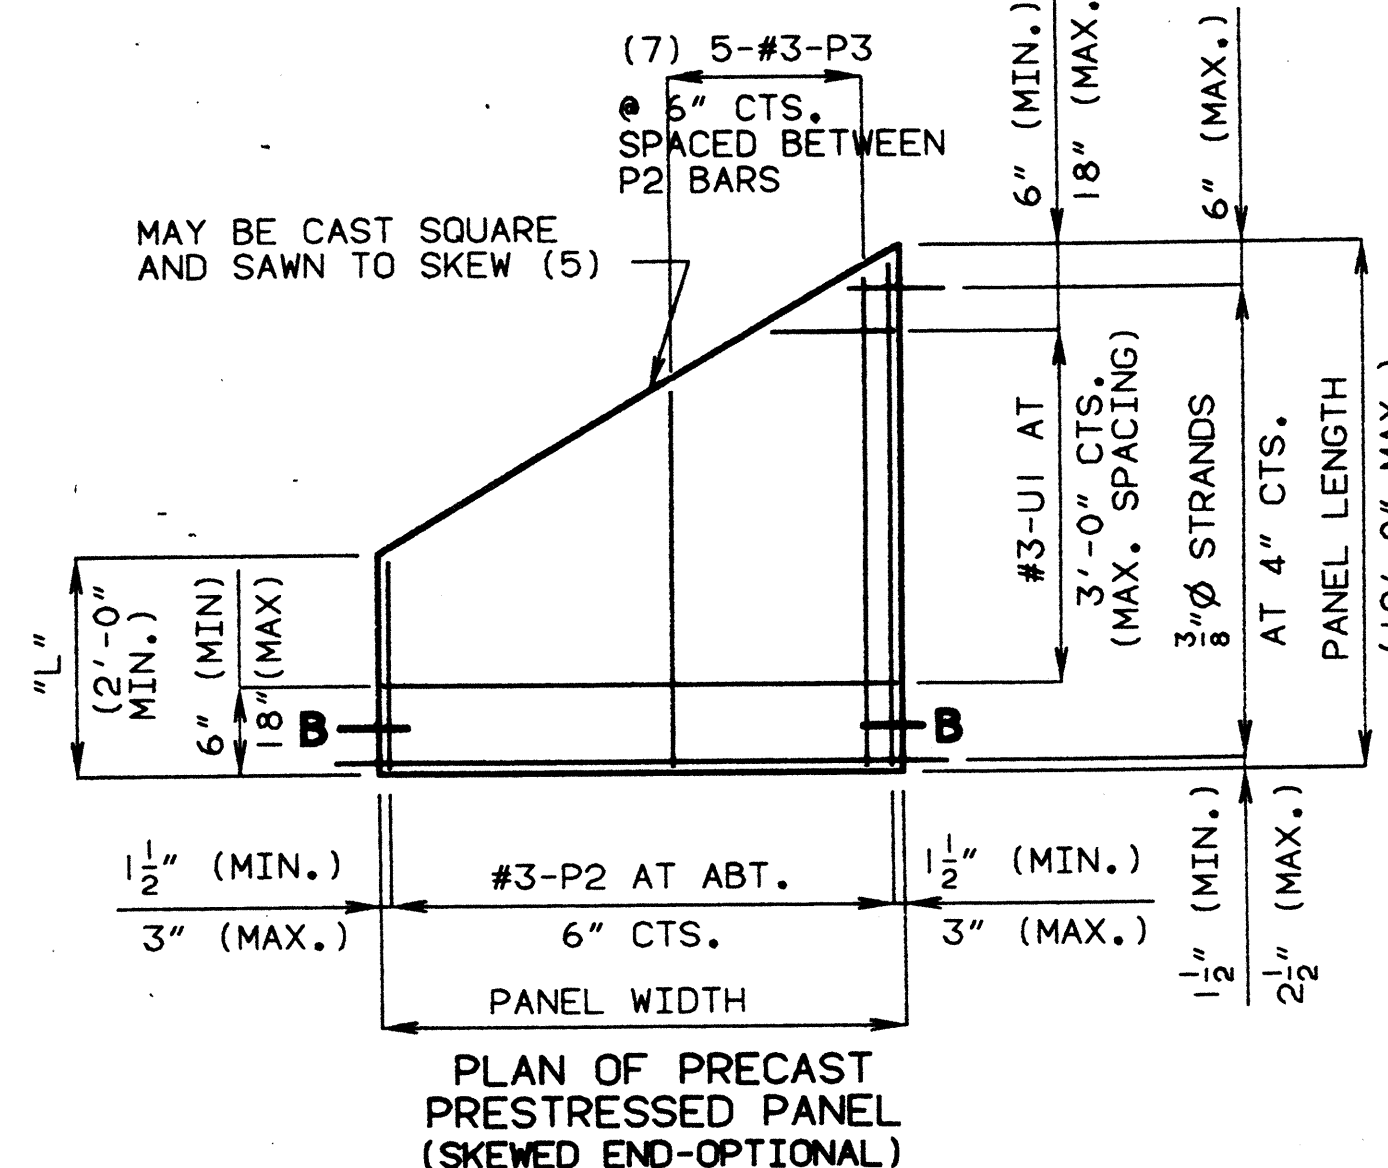 (7) 5-#3-P3
@ 6" CTS.
SPACED BETWEEN
P2 BARS
MAY BE CAST SQUARE
AND SAWN TO SKEW (5)
6" (MIN.)
18" (MAX.
6" (MAX.)
#3-U1 AT
3'-0" CTS.
(MAX. SPACING)
3/8"Ø STRANDS
AT 4" CTS.
PANEL LENGTH
"L"
(2'-0"
MIN.)
6" (MIN)
18" (MAX)
B
B
1 1/2" (MIN.)
3" (MAX.)
#3-P2 AT ABT.
6" CTS.
1 1/2" (MIN.)
3" (MAX.)
1 1/2" (MIN.)
2 1/2" (MAX.)
PANEL WIDTH
PLAN OF PRECAST
PRESTRESSED PANEL
(SKEWED END-OPTIONAL)